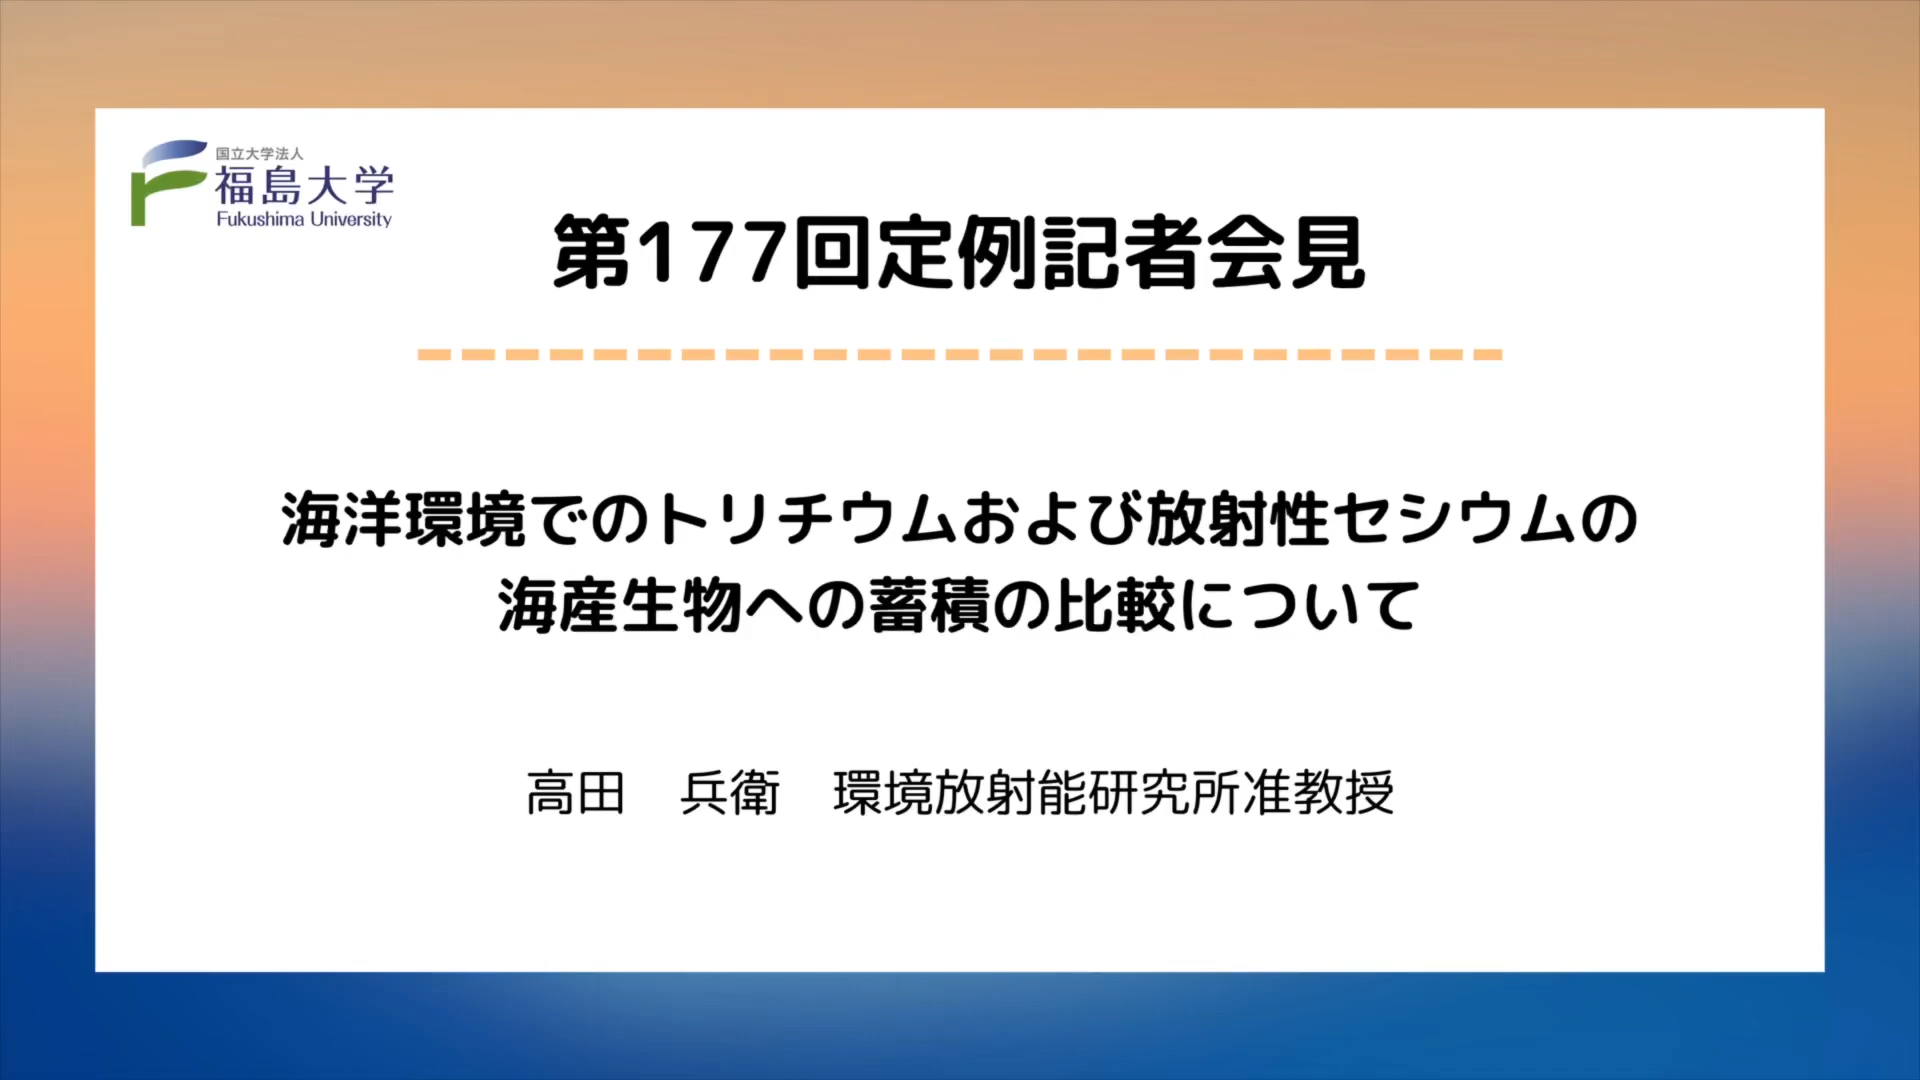 国立大学法人
福島大学
Fukushima University
第177回定例記者会見
海洋環境でのトリチウムおよび放射性セシウムの
海産生物への蓄積の比較について
高田　兵衛　環境放射能研究所准教授